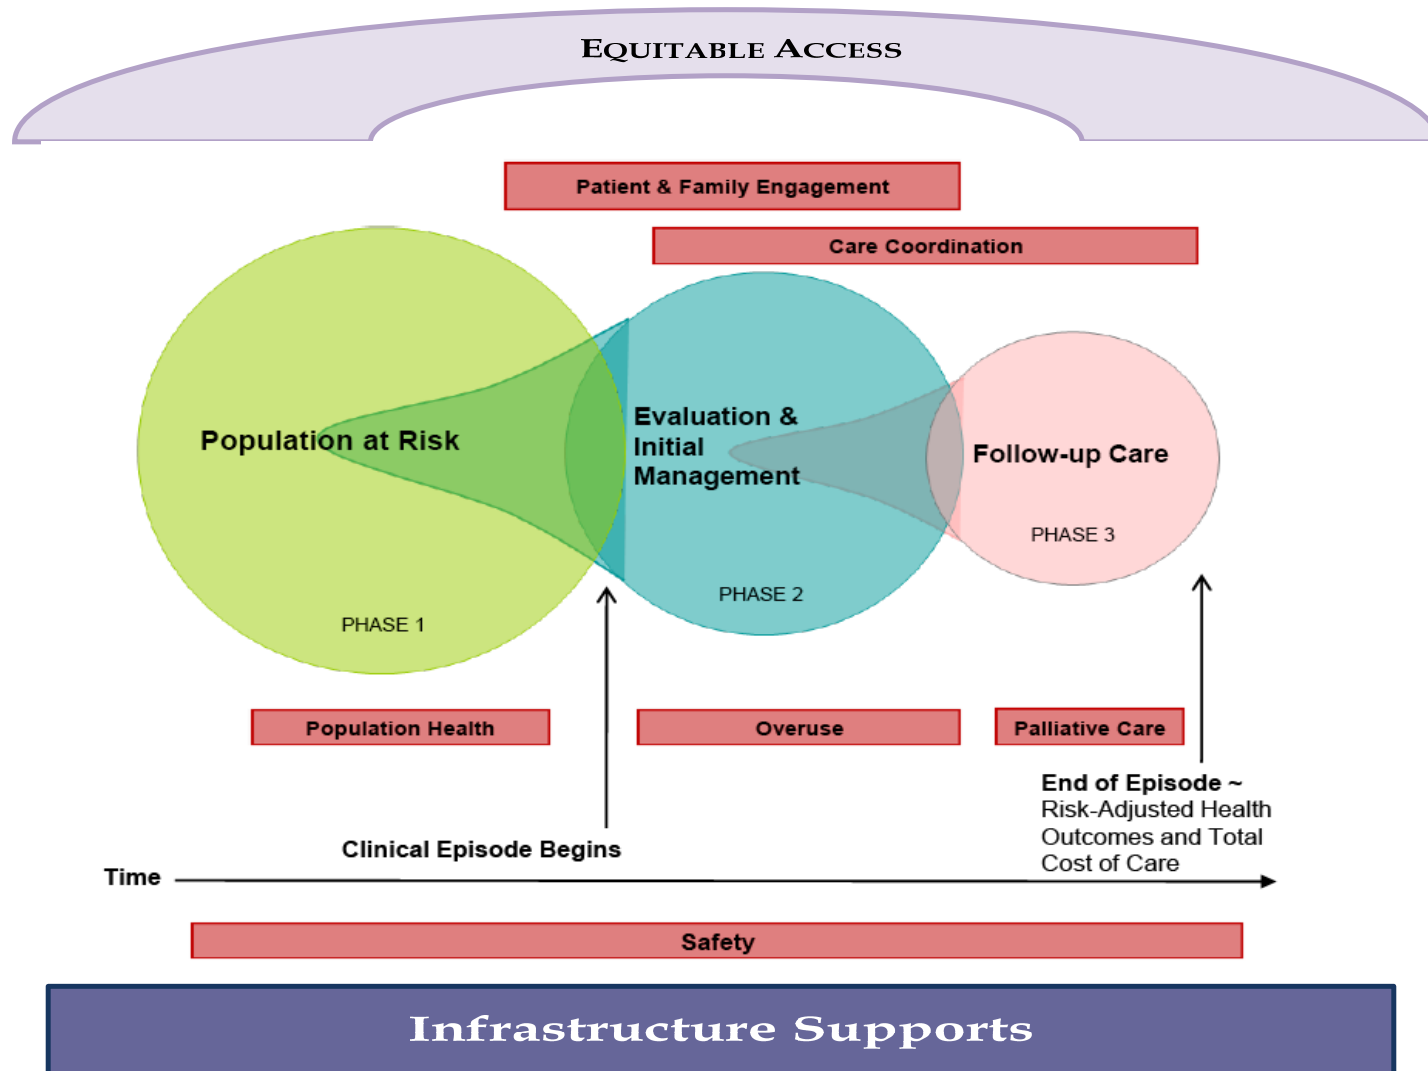 EQUITABLE ACCESS
Patient & Family Engagement
Care Coordination
Population at Risk
Evaluation &
Initial
Management
Follow-up Care
PHASE 3
PHASE 2
PHASE 1
Population Health
Overuse
Palliative Care
End of Episode ~
Risk-Adjusted Health
Outcomes and Total
Cost of Care
Clinical Episode Begins
Time
Safety
Infrastructure Supports